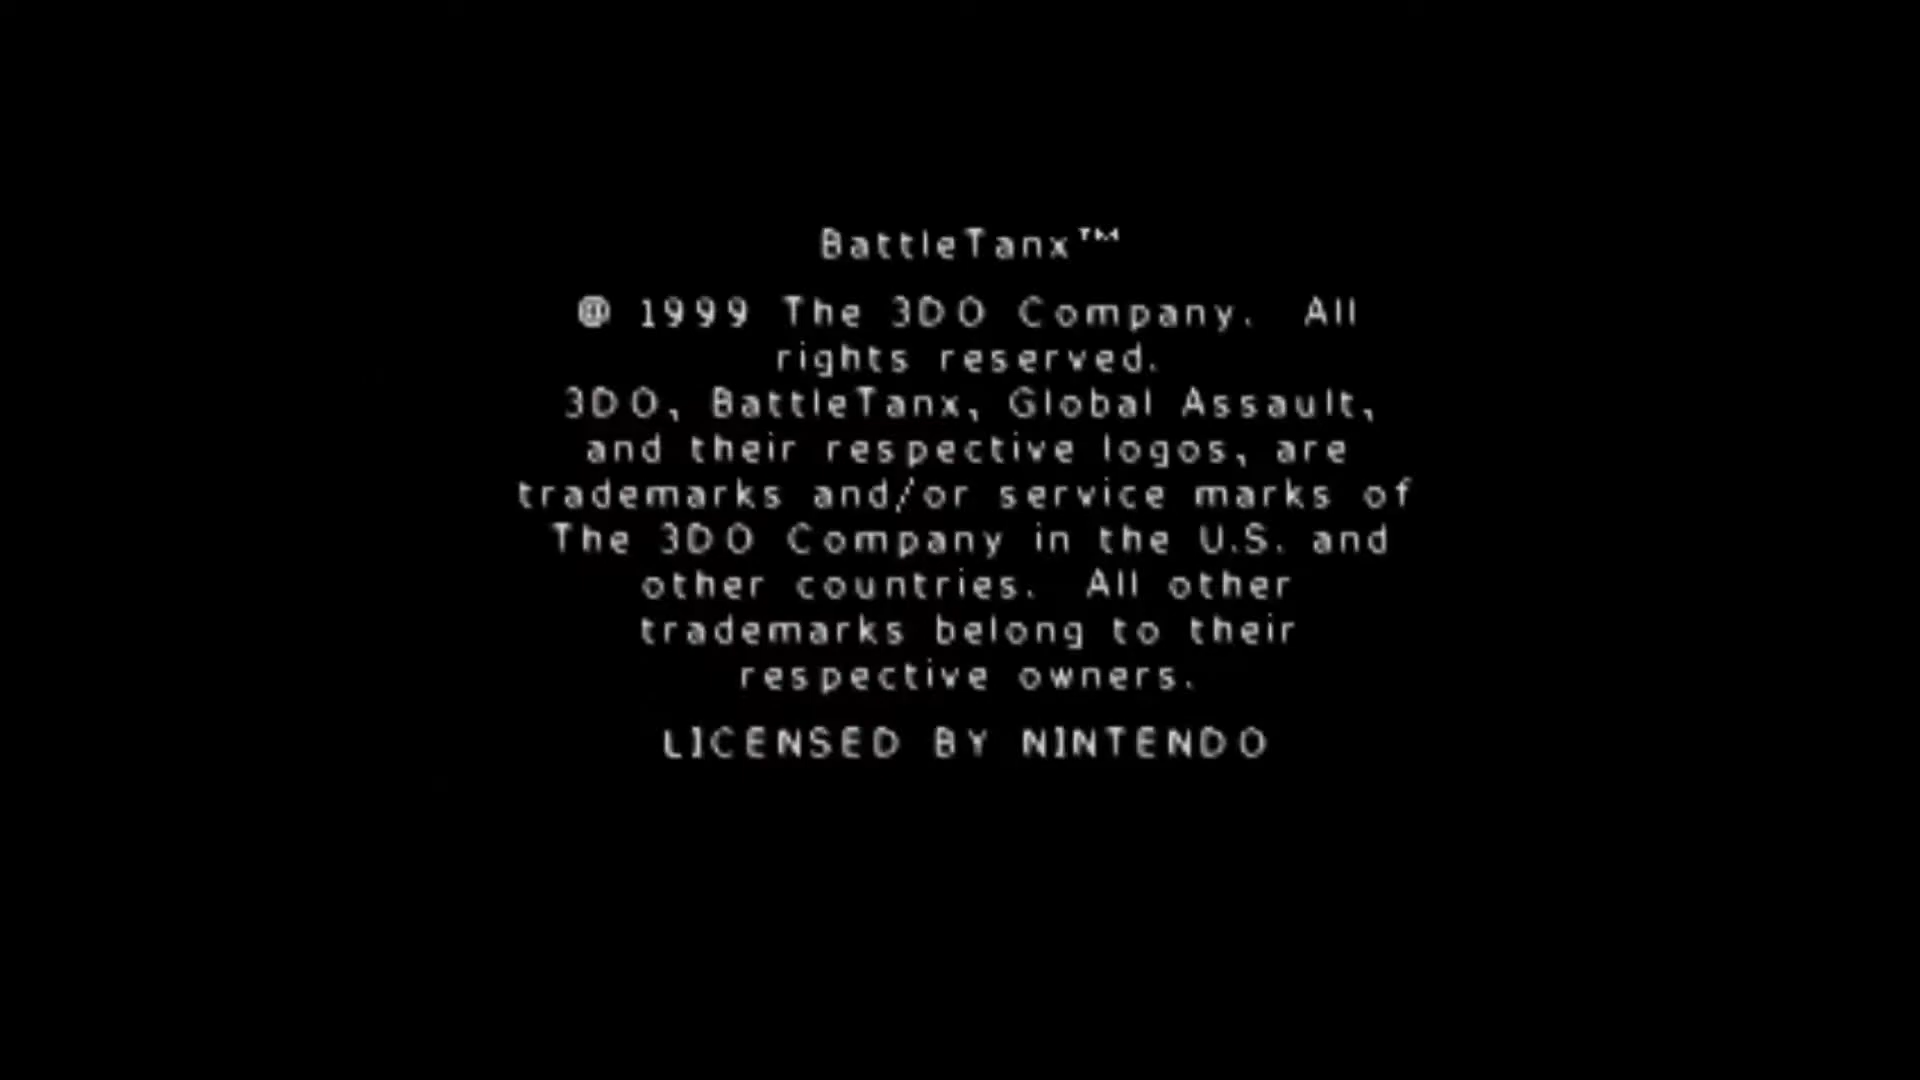 BattleTanx™
© 1999 The 3DO Company. All
rights reserved.
3DO, BattleTanx, Global Assault,
and their respective logos, are
trademarks and/or service marks of
The 3DO Company in the U.S. and
other countries. All other
trademarks belong to their
respective owners.
LICENSED BY NINTENDO